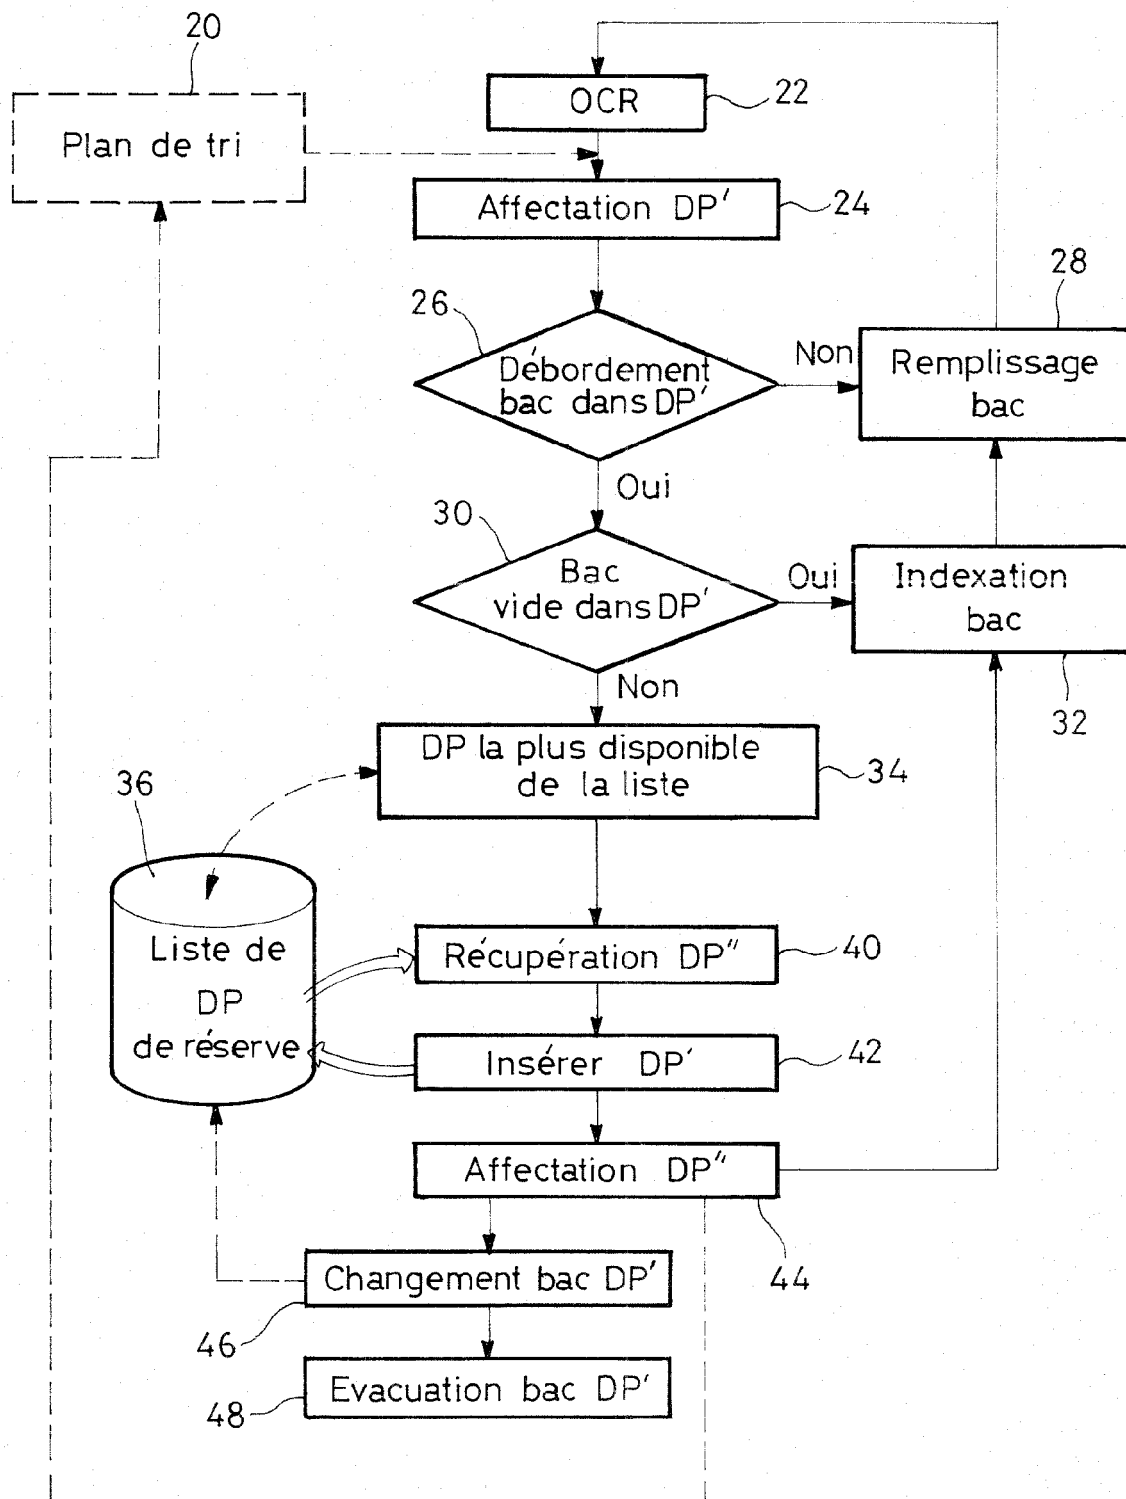 20
Plan de tri
OCR
22
Affectation DP'
24
26
Débordement
bac dans DP'
Non
28
Remplissage
bac
Oui
30
Bac
vide dans DP'
Oui
Indexation
bac
32
Non
DP la plus disponible
de la liste
34
36
Liste de
DP
de réserve
Récupération DP"
40
Insérer DP'
42
Affectation DP"
44
Changement bac DP'
46
Evacuation bac DP'
48